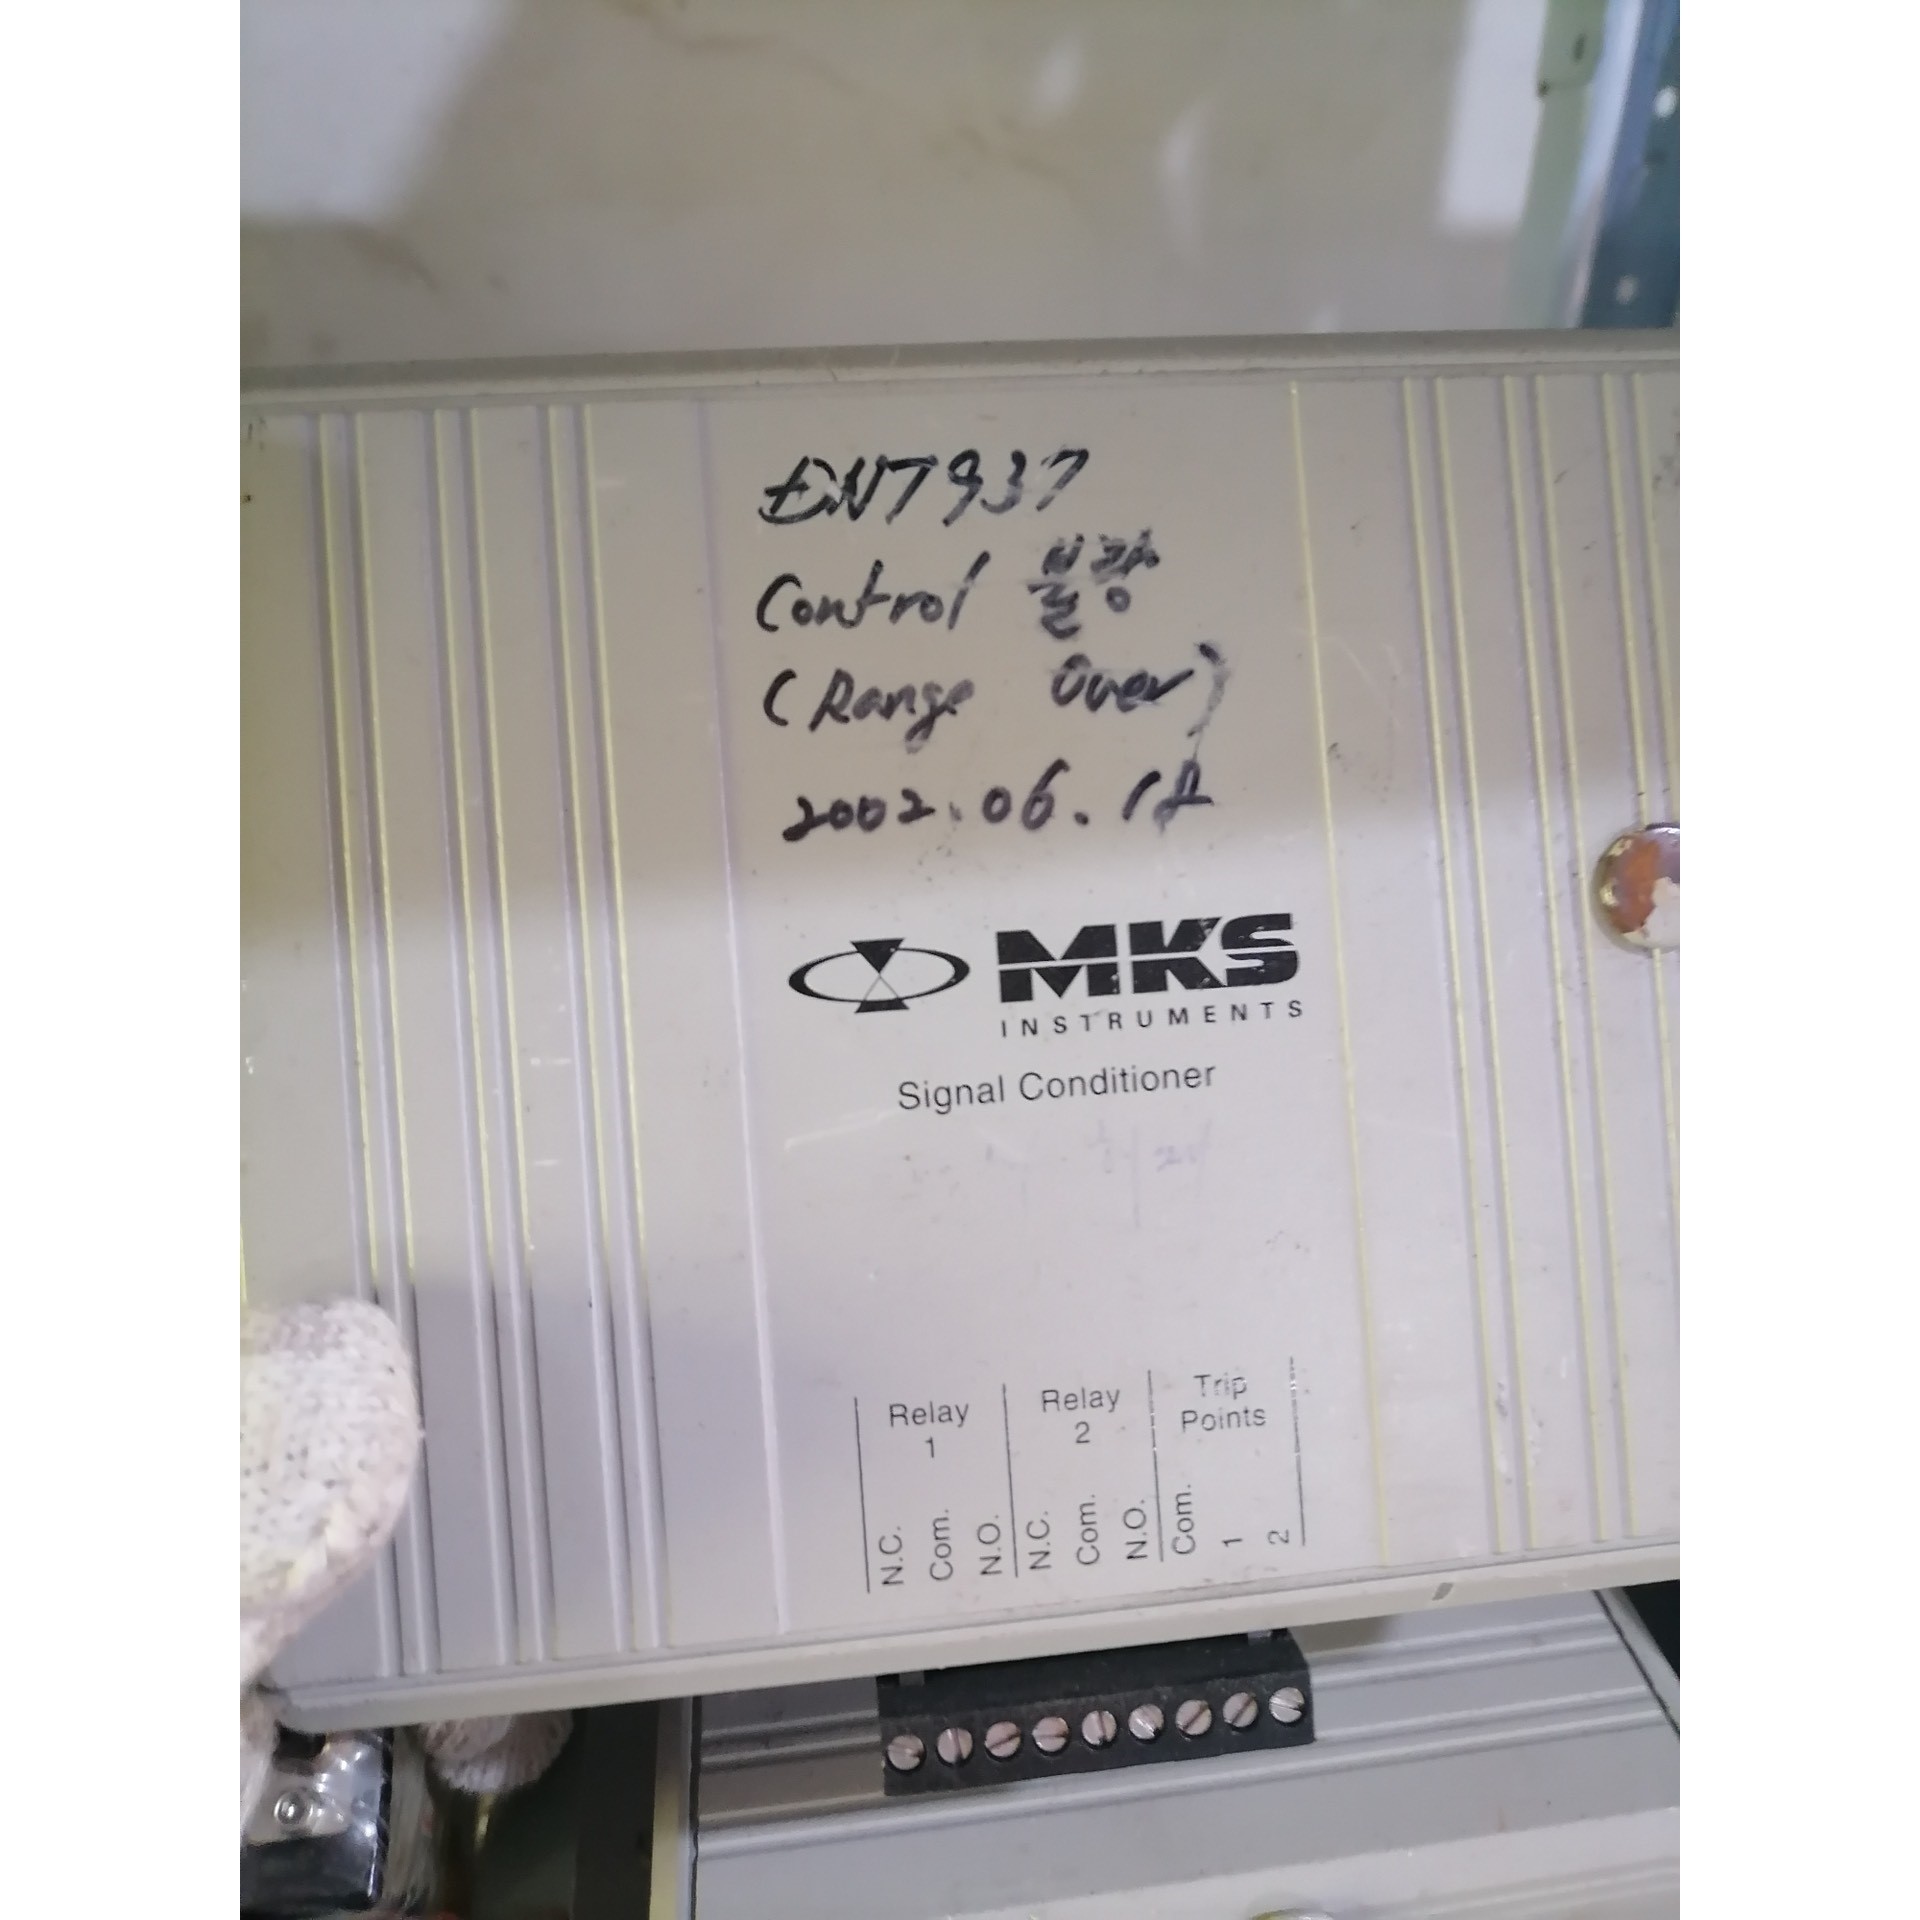 ENT937
Control 불량
(Range Over)
2002.06.18
MKS
INSTRUMENTS
Signal Conditioner
Relay 1
Relay 2
Trip Points
N.C.
Com.
N.O.
N.C.
Com.
N.O.
Com.
1
2